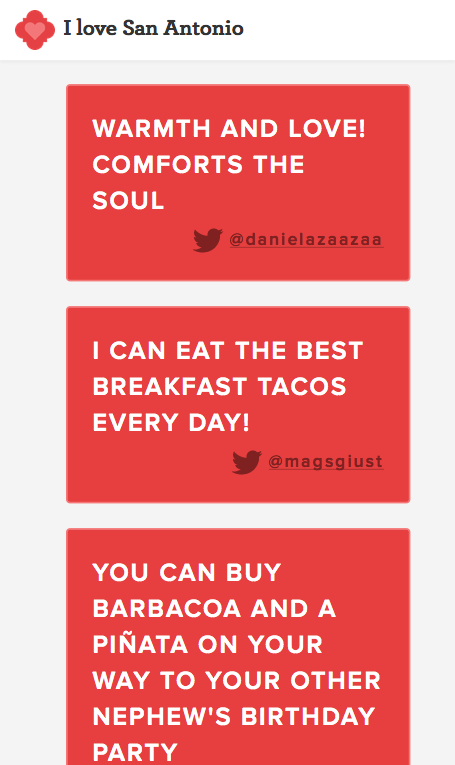 I love San Antonio
WARMTH AND LOVE!
COMFORTS THE
SOUL
@danielazaazaa
I CAN EAT THE BEST
BREAKFAST TACOS
EVERY DAY!
@magsgiust
YOU CAN BUY
BARBACOA AND A
PIÑATA ON YOUR
WAY TO YOUR OTHER
NEPHEW'S BIRTHDAY
PARTY